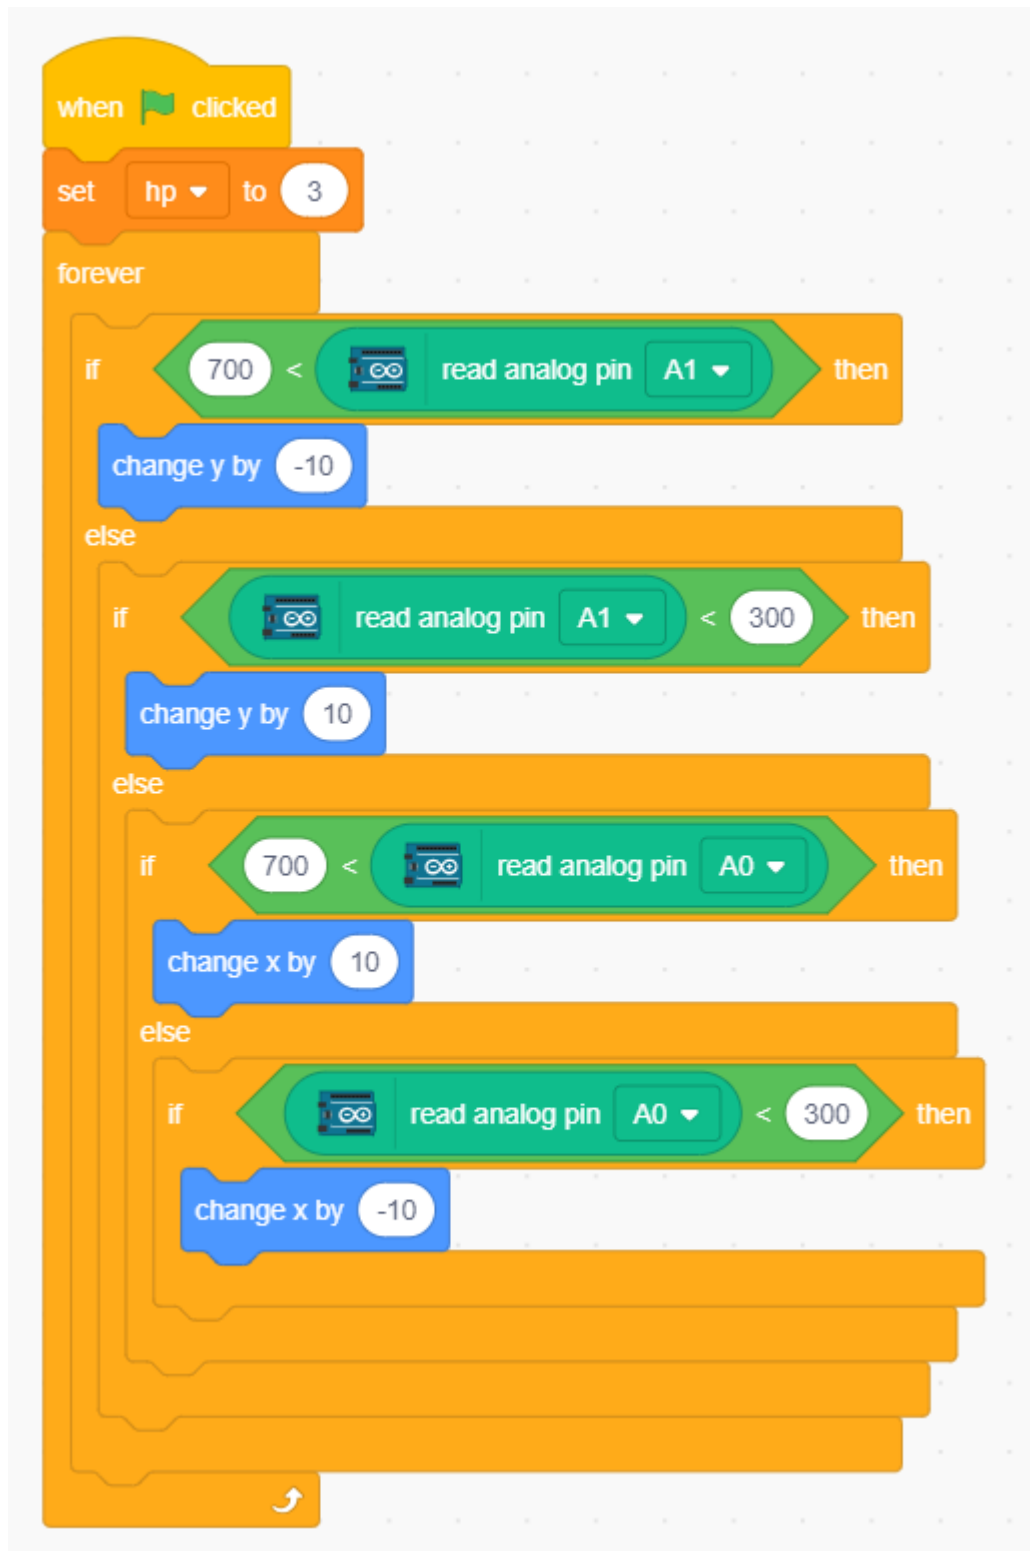 when clicked
set hp to 3
forever
if 700 < read analog pin A1 then
change y by -10
else
if read analog pin A1 < 300 then
change y by 10
else
if 700 < read analog pin A0 then
change x by 10
else
if read analog pin A0 < 300 then
change x by -10